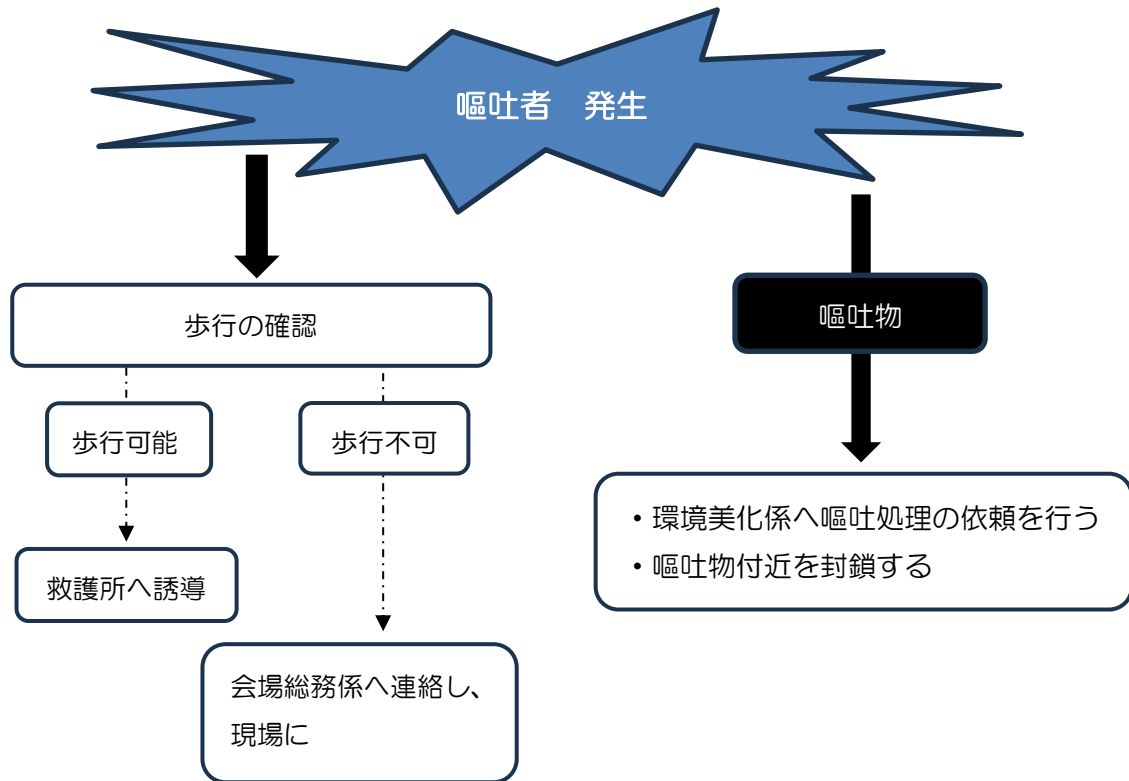 嘔吐者　発生
歩行の確認
嘔吐物
歩行可能
歩行不可
・環境美化係へ嘔吐処理の依頼を行う
・嘔吐物付近を封鎖する
救護所へ誘導
会場総務係へ連絡し、
現場に